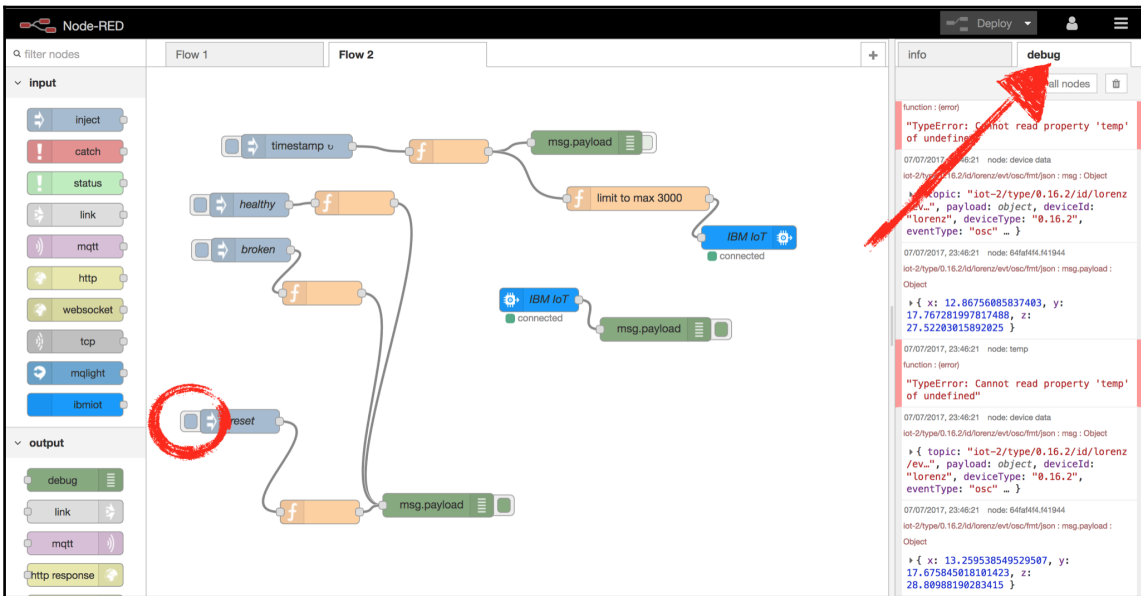 Node-RED
Deploy
filter nodes
Flow 1
Flow 2
+
info
debug
input
inject
catch
status
link
mqtt
http
websocket
tcp
mqlight
ibmiot
output
debug
link
mqtt
http response
timestamp ↻
msg.payload
limit to max 3000
IBM IoT
connected
healthy
broken
IBM IoT
connected
msg.payload
reset
msg.payload
all nodes
function : (error)
"TypeError: Cannot read property 'temp'
of undefined"
07/07/2017, 23:46:21 node: device data
iot-2/type/0.16.2/id/lorenz/evt/osc/fmt/json : msg : Object
topic: "iot-2/type/0.16.2/id/lorenz
/ev…", payload: object, deviceId:
"lorenz", deviceType: "0.16.2",
eventType: "osc" … }
07/07/2017, 23:46:21 node: 64faf4f4.f41944
iot-2/type/0.16.2/id/lorenz/evt/osc/fmt/json : msg.payload :
Object
{ x: 12.86756085837403, y:
17.767281997817488, z:
27.52203015892025 }
07/07/2017, 23:46:21 node: temp
function : (error)
"TypeError: Cannot read property 'temp'
of undefined"
07/07/2017, 23:46:21 node: device data
iot-2/type/0.16.2/id/lorenz/evt/osc/fmt/json : msg : Object
{ topic: "iot-2/type/0.16.2/id/lorenz
/ev…", payload: object, deviceId:
"lorenz", deviceType: "0.16.2",
eventType: "osc" … }
07/07/2017, 23:46:21 node: 64faf4f4.f41944
iot-2/type/0.16.2/id/lorenz/evt/osc/fmt/json : msg.payload :
Object
{ x: 13.259538549529507, y:
17.675845018101423, z:
28.80988190283415 }